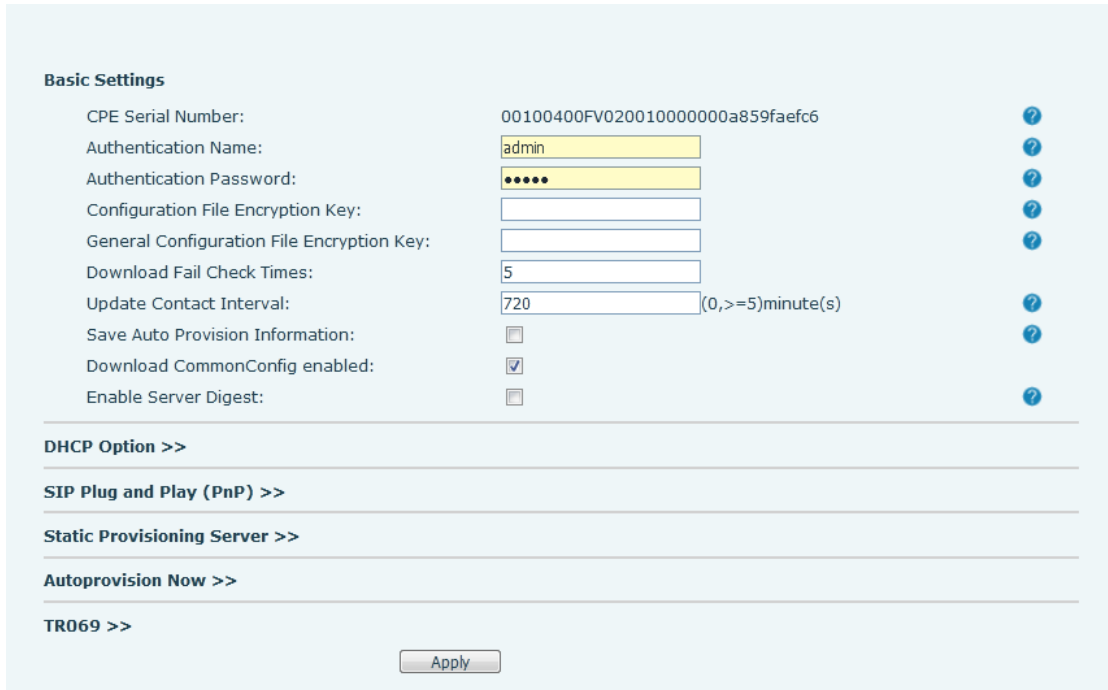 Basic Settings
CPE Serial Number: 00100400FV020010000000a859faefc6
Authentication Name: admin
Authentication Password: •••••
Configuration File Encryption Key:
General Configuration File Encryption Key:
Download Fail Check Times: 5
Update Contact Interval: 720 (0,>=5)minute(s)
Save Auto Provision Information:
Download CommonConfig enabled:
Enable Server Digest:
DHCP Option >>
SIP Plug and Play (PnP) >>
Static Provisioning Server >>
Autoprovision Now >>
TR069 >>
Apply